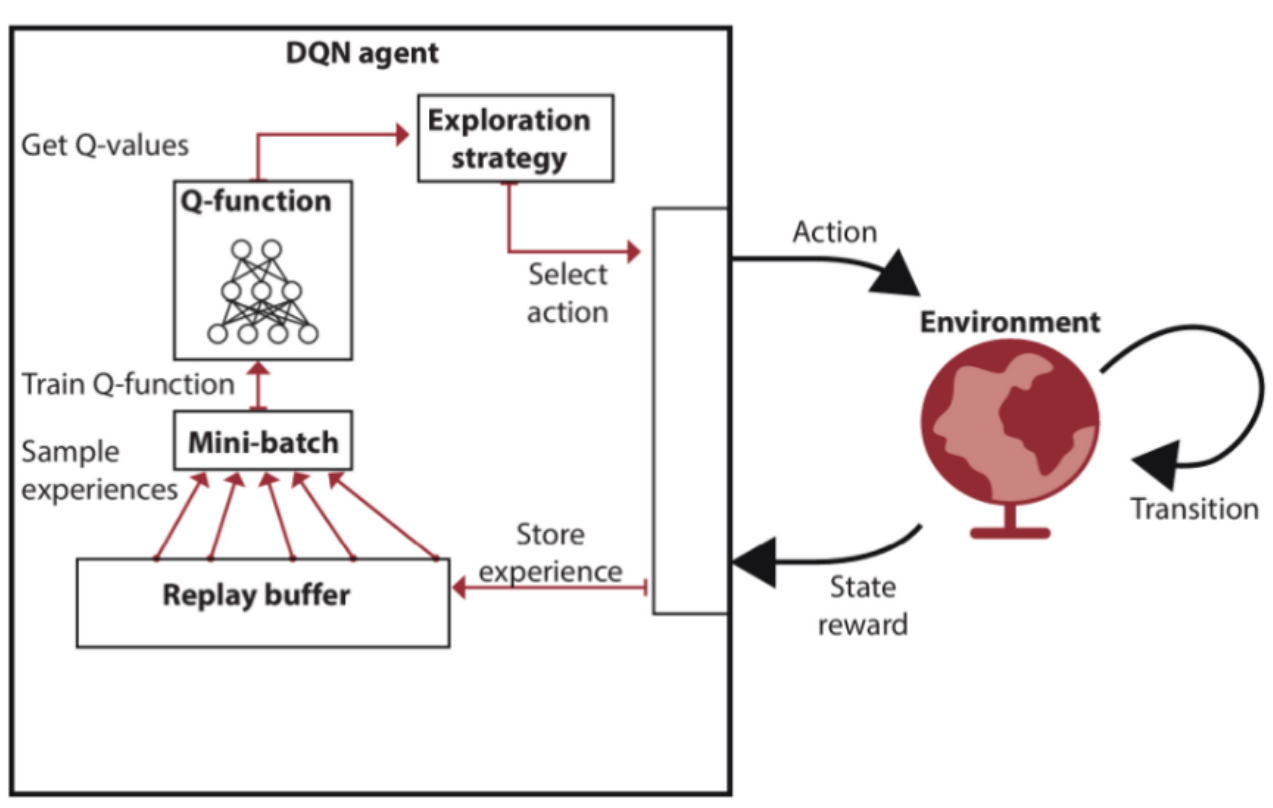 DQN agent
Get Q-values
Exploration
strategy
Q-function
Select
action
Train Q-function
Mini-batch
Sample
experiences
Store
experience
Replay buffer
Action
Environment
Transition
State
reward